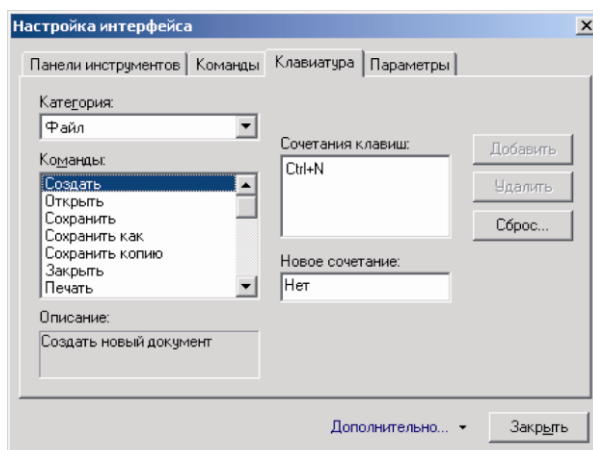 Настройка интерфейса
Панели инструментов Команды Клавиатура Параметры
Категория:
Файл
Команды:
Создать
Открыть
Сохранить
Сохранить как
Сохранить копию
Закрыть
Печать
Описание:
Создать новый документ
Сочетания клавиш:
Ctrl+N
Новое сочетание:
Нет
Добавить
Удалить
Сброс...
Дополнительно...
Закрыть